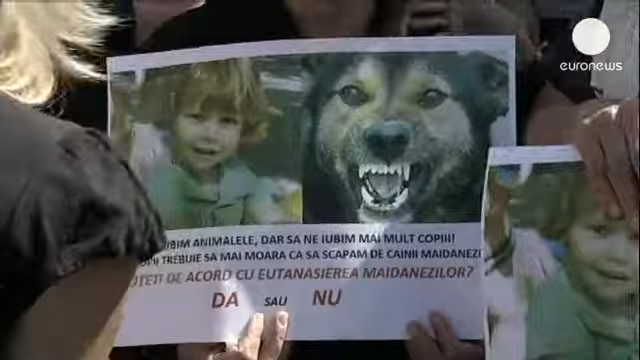 euronews
IUBIM ANIMALELE, DAR SA NE IUBIM MAI MULT COPIII!
TREBUIE SA MAI MOARA CA SA SCAPAM DE CAINII MAIDANEZI
DE ACORD CU EUTANASIEREA MAIDANEZILOR?
DA SAU NU